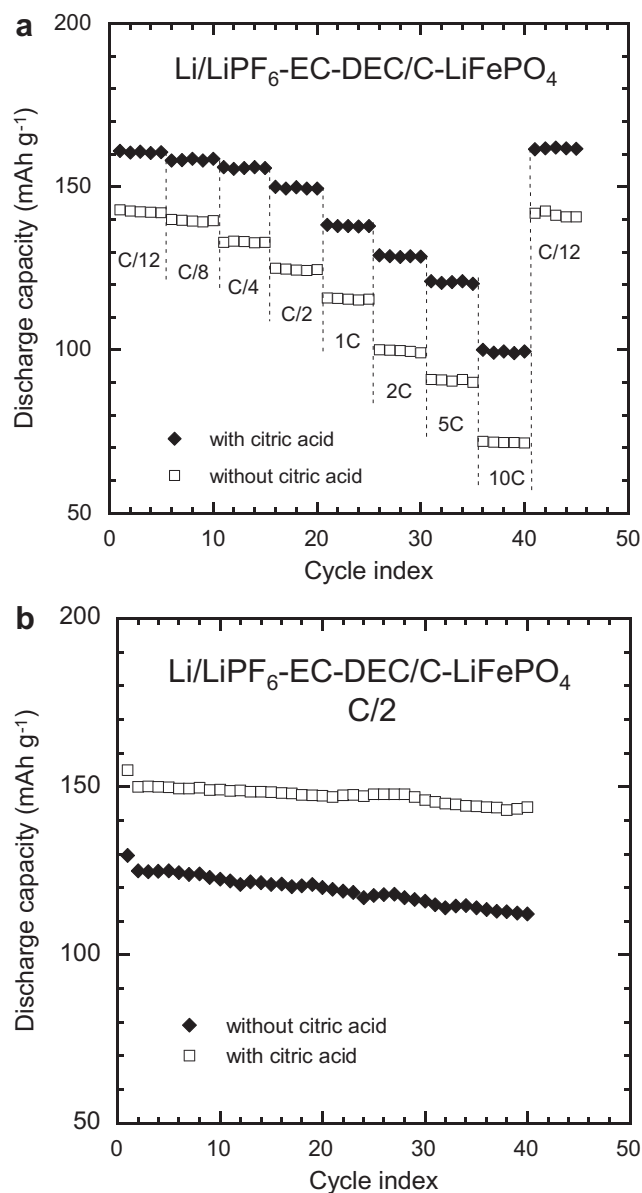 a
200
150
100
50
Discharge capacity (mAh g⁻¹)
Li/LiPF₆-EC-DEC/C-LiFePO₄
C/12
C/8
C/4
C/2
1C
2C
5C
10C
C/12
with citric acid
without citric acid
0 10 20 30 40 50
Cycle index
b
200
150
100
50
Discharge capacity (mAh g⁻¹)
Li/LiPF₆-EC-DEC/C-LiFePO₄
C/2
without citric acid
with citric acid
0 10 20 30 40 50
Cycle index